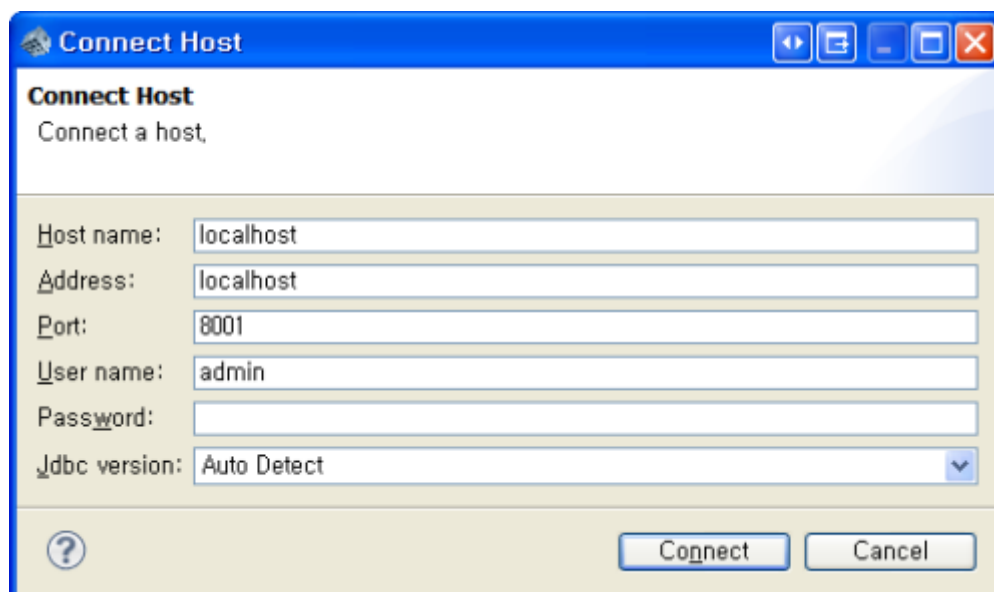 Connect Host
Connect Host
Connect a host,
Host name: localhost
Address: localhost
Port: 8001
User name: admin
Password:
Jdbc version: Auto Detect
?
Connect Cancel